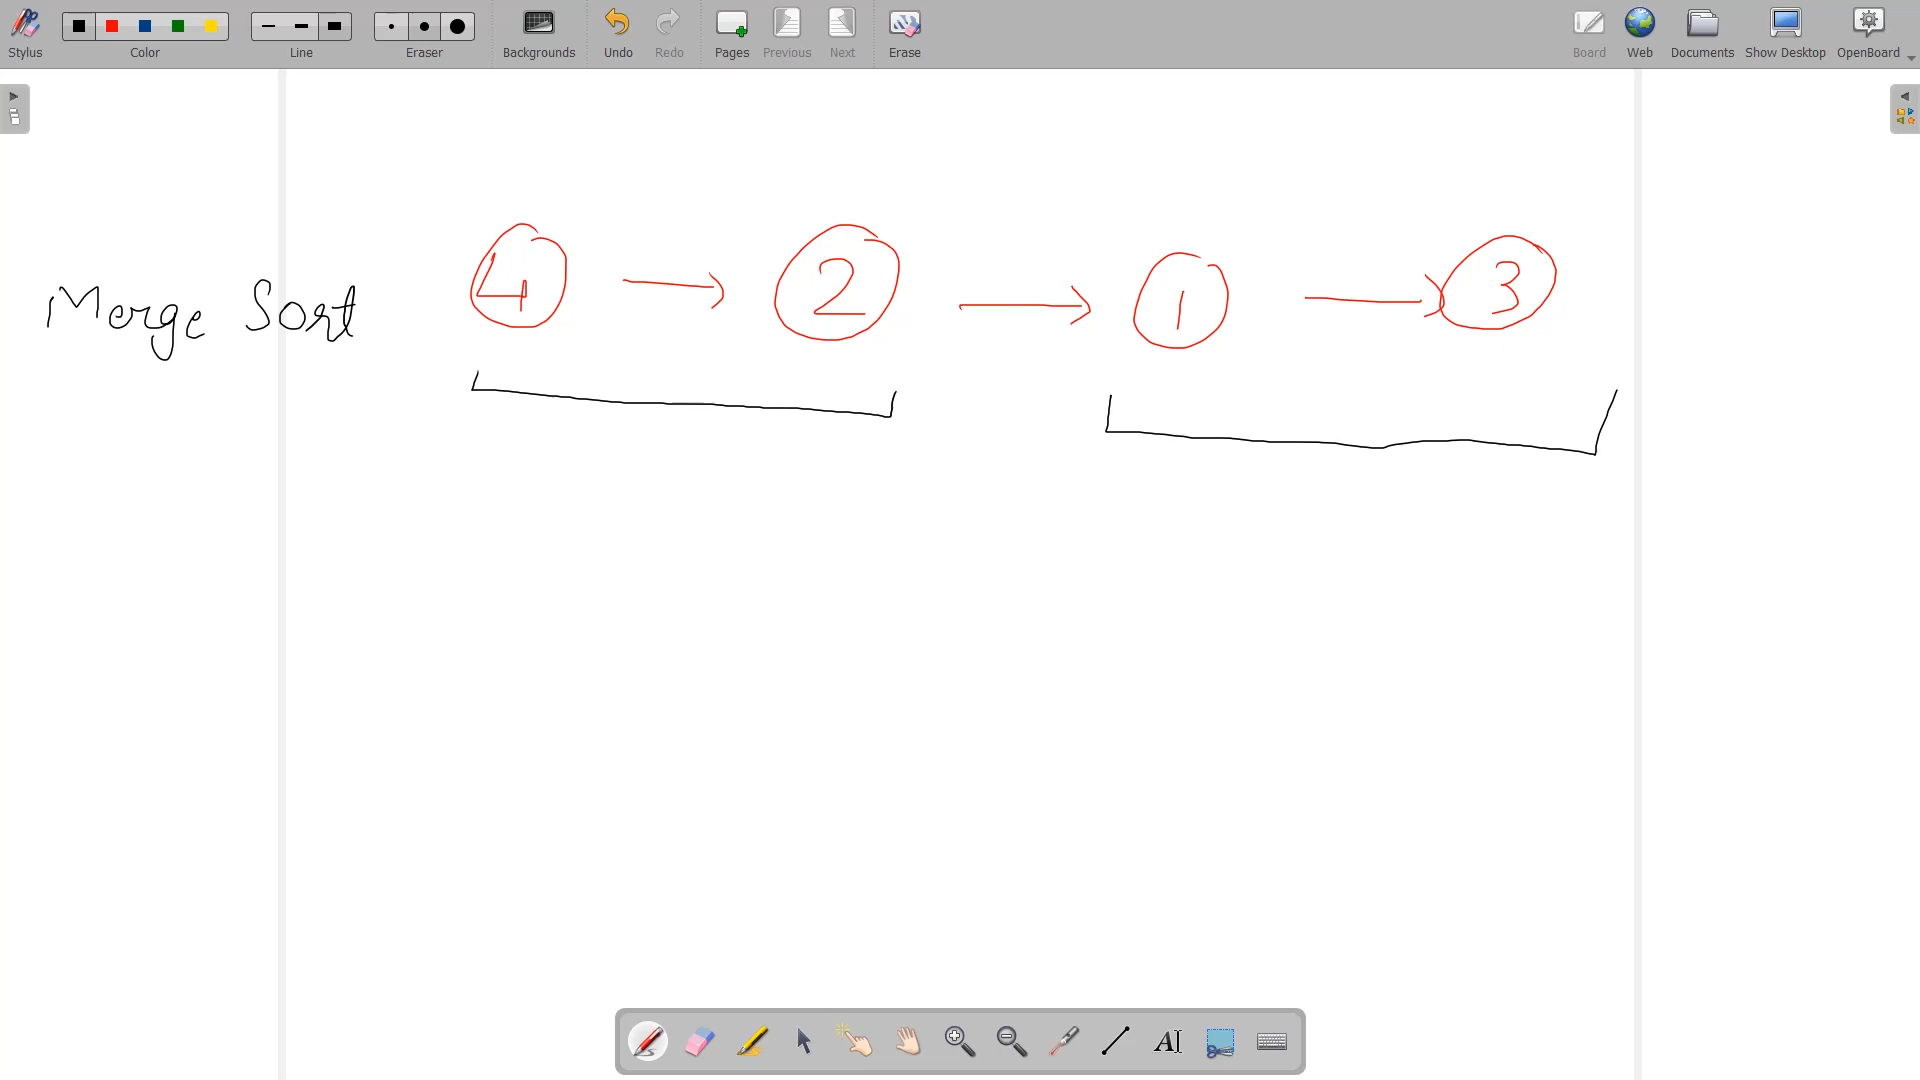 Stylus Color Line Eraser Backgrounds Undo Redo Pages Previous Next Erase Board Web Documents Show Desktop OpenBoard
Merge Sort 4 2 1 3
A